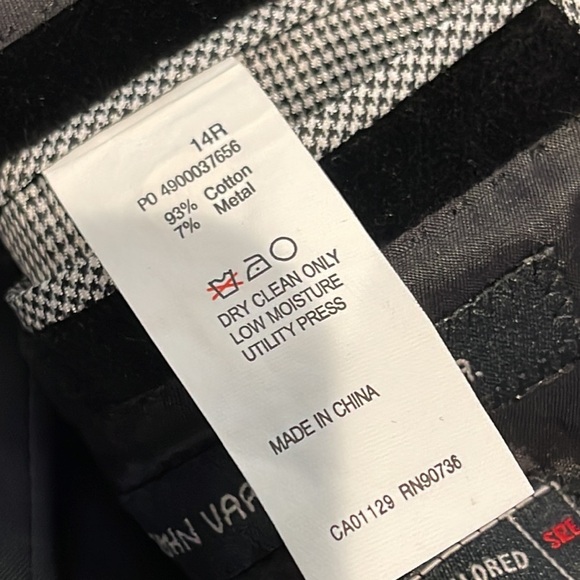 14R
PO 4900037656
93% Cotton
7% Metal
DRY CLEAN ONLY
LOW MOISTURE
UTILITY PRESS
MADE IN CHINA
CA01129 RN90736